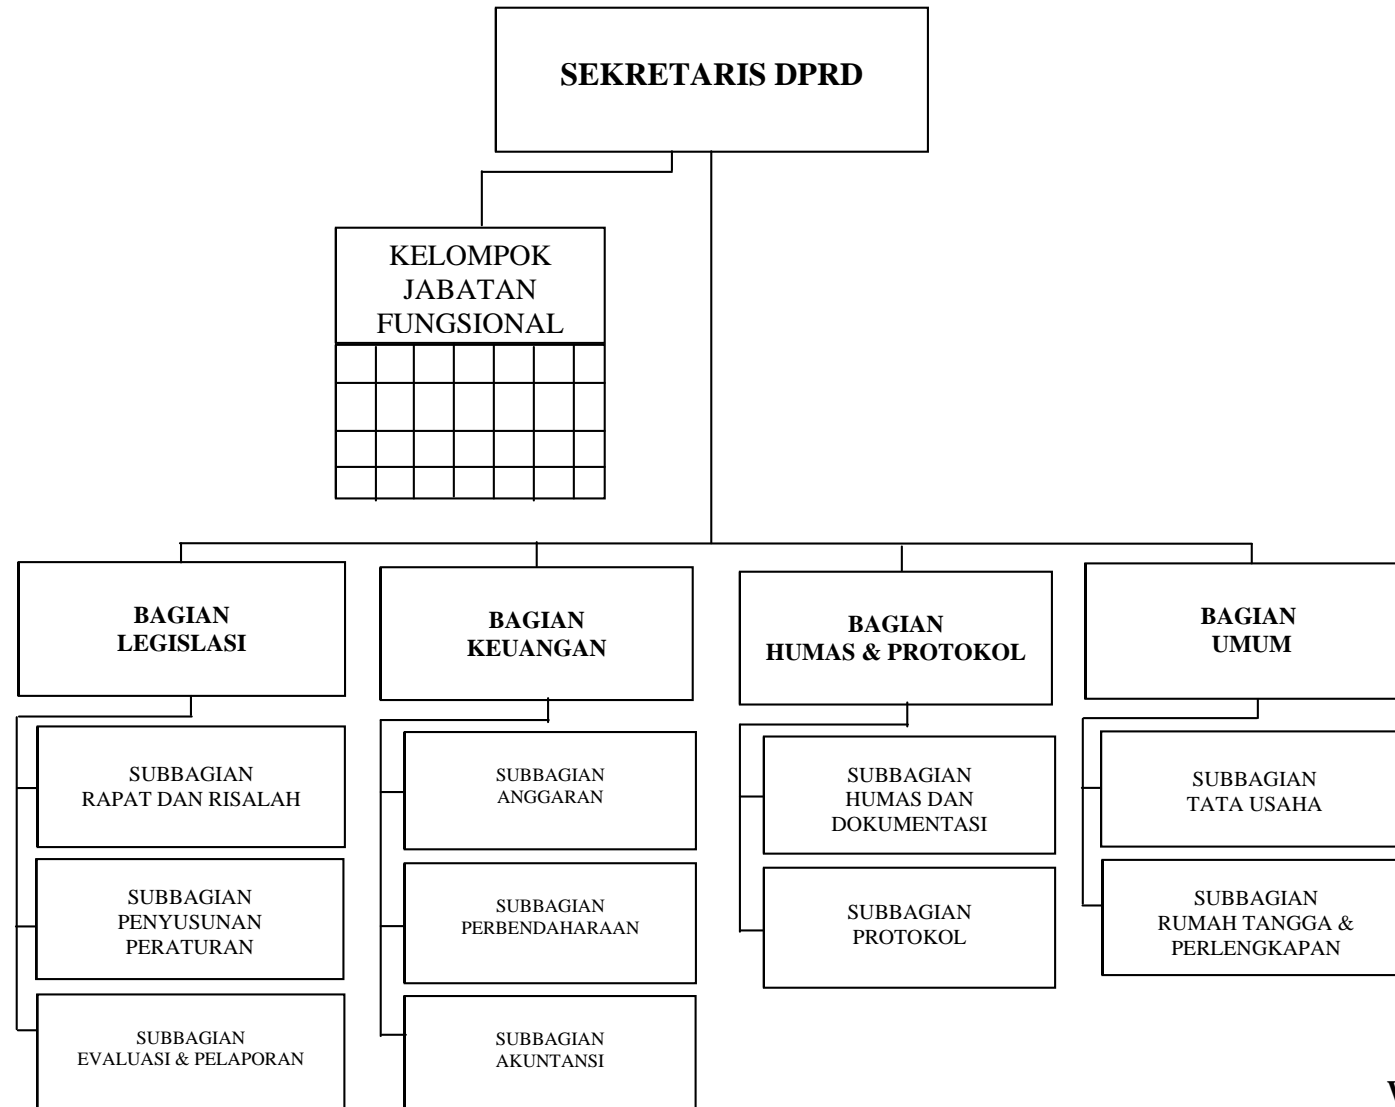 SEKRETARIS DPRD
KELOMPOK
JABATAN
FUNGSIONAL
BAGIAN
LEGISLASI
BAGIAN
KEUANGAN
BAGIAN
HUMAS & PROTOKOL
BAGIAN
UMUM
SUBBAGIAN
RAPAT DAN RISALAH
SUBBAGIAN
PENYUSUNAN
PERATURAN
SUBBAGIAN
EVALUASI & PELAPORAN
SUBBAGIAN
ANGGARAN
SUBBAGIAN
PERBENDAHARAAN
SUBBAGIAN
AKUNTANSI
SUBBAGIAN
HUMAS DAN
DOKUMENTASI
SUBBAGIAN
PROTOKOL
SUBBAGIAN
TATA USAHA
SUBBAGIAN
RUMAH TANGGA &
PERLENGKAPAN